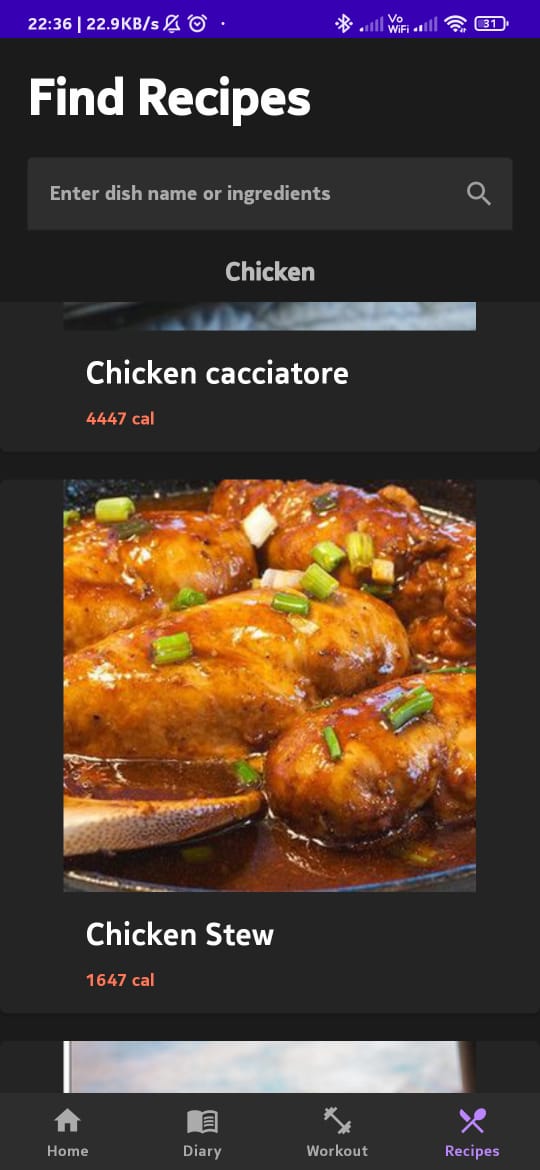 22:36 | 22.9KB/s
Vo
WiFi
31
Find Recipes
Enter dish name or ingredients
Chicken
Chicken cacciatore
4447 cal
Chicken Stew
1647 cal
Home
Diary
Workout
Recipes